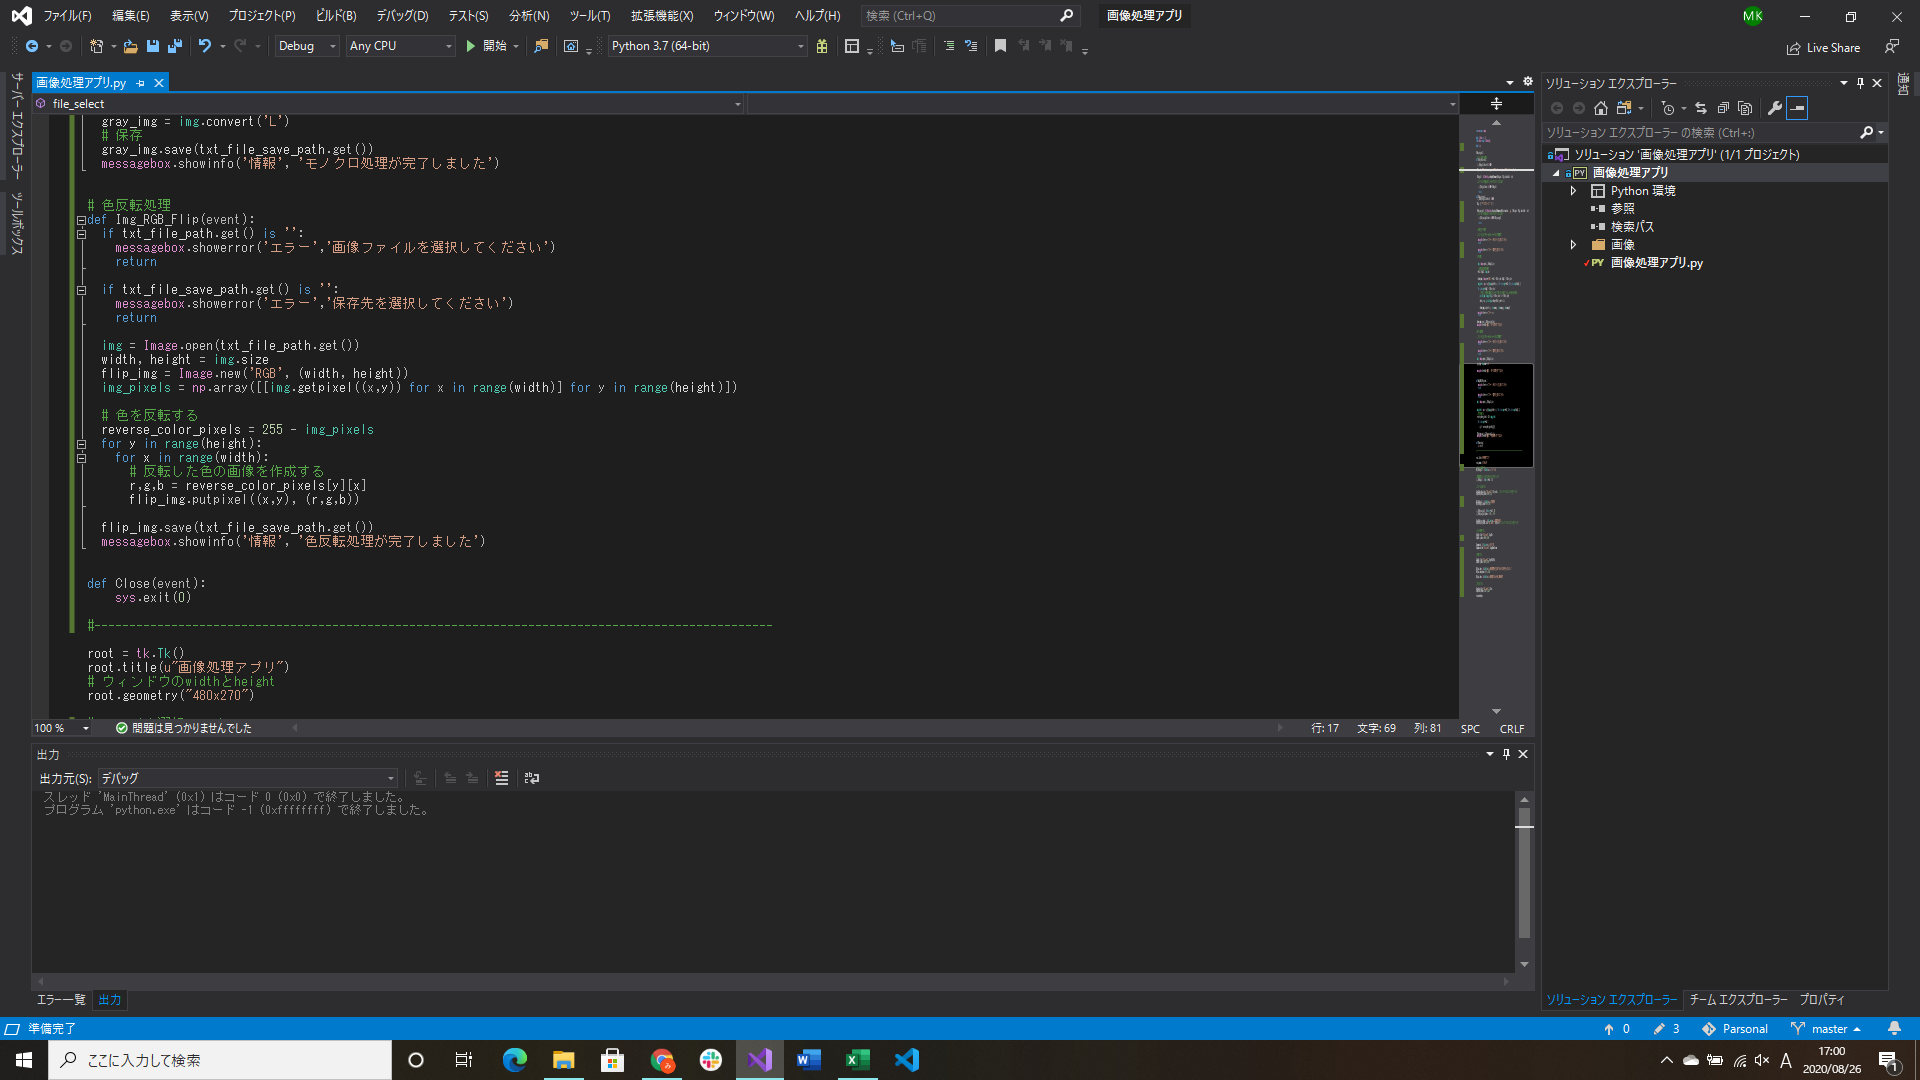 ファイル(F) 編集(E) 表示(V) プロジェクト(P) ビルド(B) デバッグ(D) テスト(S) 分析(N) ツール(T) 拡張機能(X) ウィンドウ(W) ヘルプ(H) 検索 (Ctrl+Q) 画像処理アプリ MK
Debug Any CPU 開始 Python 3.7 (64-bit) Live Share
サーバー エクスプローラー
ツールボックス
画像処理アプリ.py
file_select
gray_img = img.convert('L')
# 保存
gray_img.save(txt_file_save_path.get())
messagebox.showinfo('情報', 'モノクロ処理が完了しました')
# 色反転処理
def Img_RGB_Flip(event):
if txt_file_path.get() is '':
messagebox.showerror('エラー','画像ファイルを選択してください')
return
if txt_file_save_path.get() is '':
messagebox.showerror('エラー','保存先を選択してください')
return
img = Image.open(txt_file_path.get())
width, height = img.size
flip_img = Image.new('RGB', (width, height))
img_pixels = np.array([[img.getpixel((x,y)) for x in range(width)] for y in range(height)])
# 色を反転する
reverse_color_pixels = 255 - img_pixels
for y in range(height):
for x in range(width):
# 反転した色の画像を作成する
r,g,b = reverse_color_pixels[y][x]
flip_img.putpixel((x,y), (r,g,b))
flip_img.save(txt_file_save_path.get())
messagebox.showinfo('情報', '色反転処理が完了しました')
def Close(event):
sys.exit(0)
#-------------------------------------------------------------------------------------------------
root = tk.Tk()
root.title(u"画像処理アプリ")
# ウィンドウのwidthとheight
root.geometry("480x270")
100 % 問題は見つかりませんでした 行: 17 文字: 69 列: 81 SPC CRLF
出力
出力元(S): デバッグ
スレッド 'MainThread' (0x1) はコード 0 (0x0) で終了しました。
プログラム 'python.exe' はコード -1 (0xffffffff) で終了しました。
エラー一覧 出力
ソリューション エクスプローラー
ソリューション エクスプローラー の検索 (Ctrl+:)
ソリューション '画像処理アプリ' (1/1 プロジェクト)
PY 画像処理アプリ
Python 環境
参照
検索パス
画像
PY 画像処理アプリ.py
ソリューション エクスプローラー チーム エクスプローラー プロパティ
通知
準備完了 0 3 Parsonal master
ここに入力して検索 A 17:00
2020/08/26 1